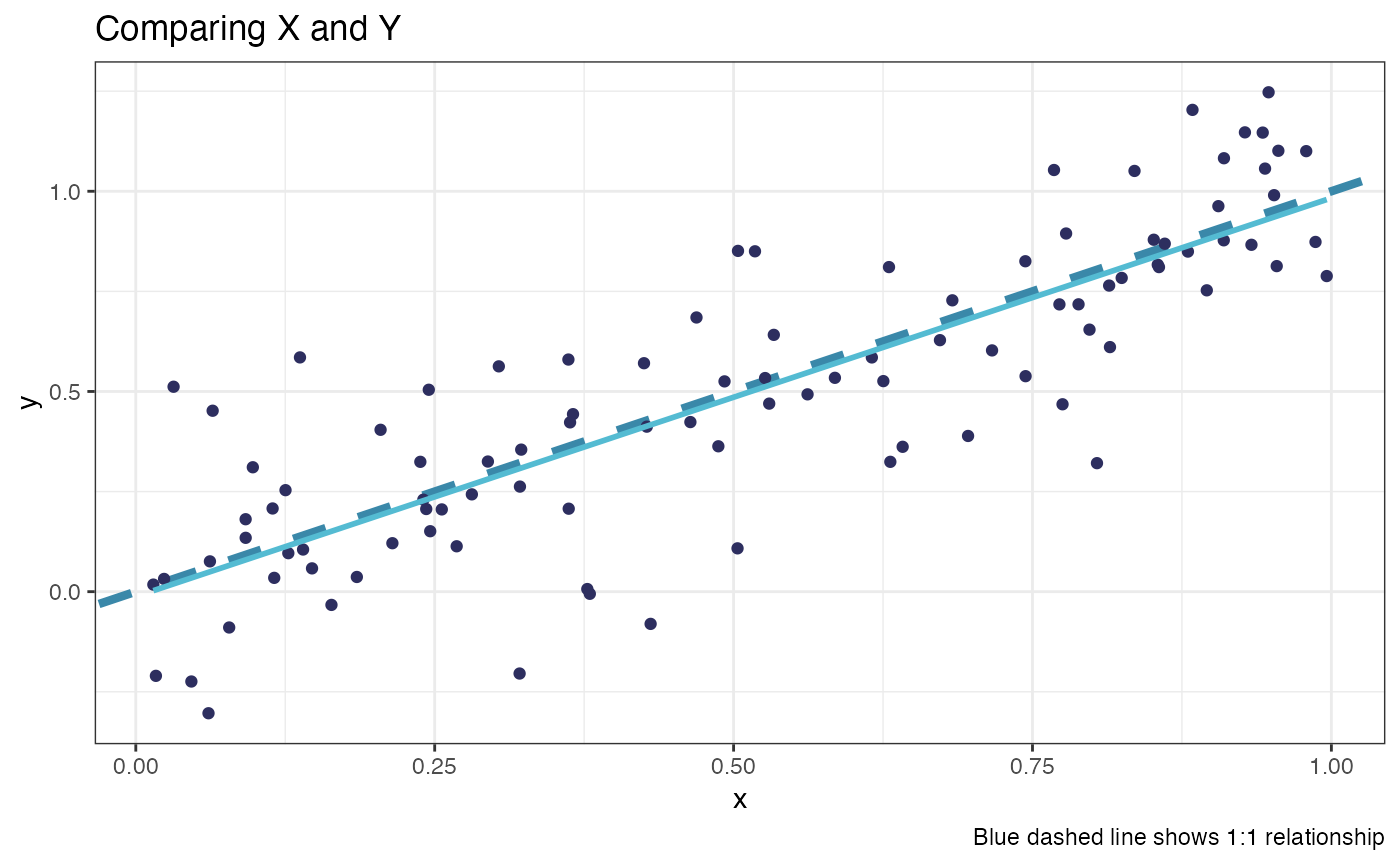 Comparing X and Y
1.0
0.5
0.0
y
0.00 0.25 0.50 0.75 1.00
x
Blue dashed line shows 1:1 relationship